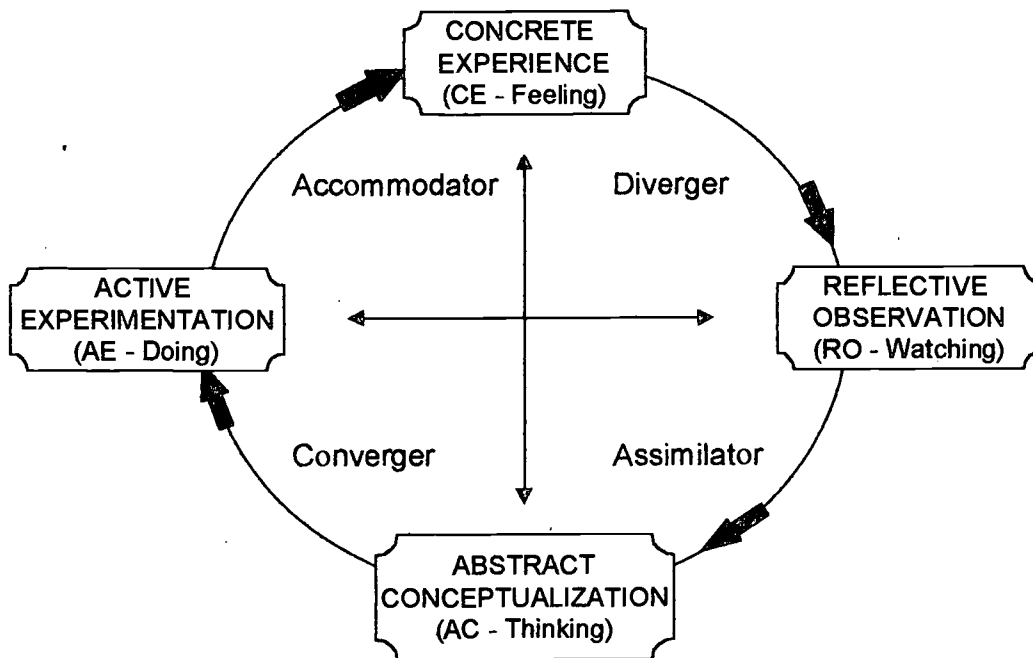 CONCRETE
EXPERIENCE
(CE - Feeling)
Accommodator
Diverger
ACTIVE
EXPERIMENTATION
(AE - Doing)
REFLECTIVE
OBSERVATION
(RO - Watching)
Converger
Assimilator
ABSTRACT
CONCEPTUALIZATION
(AC - Thinking)